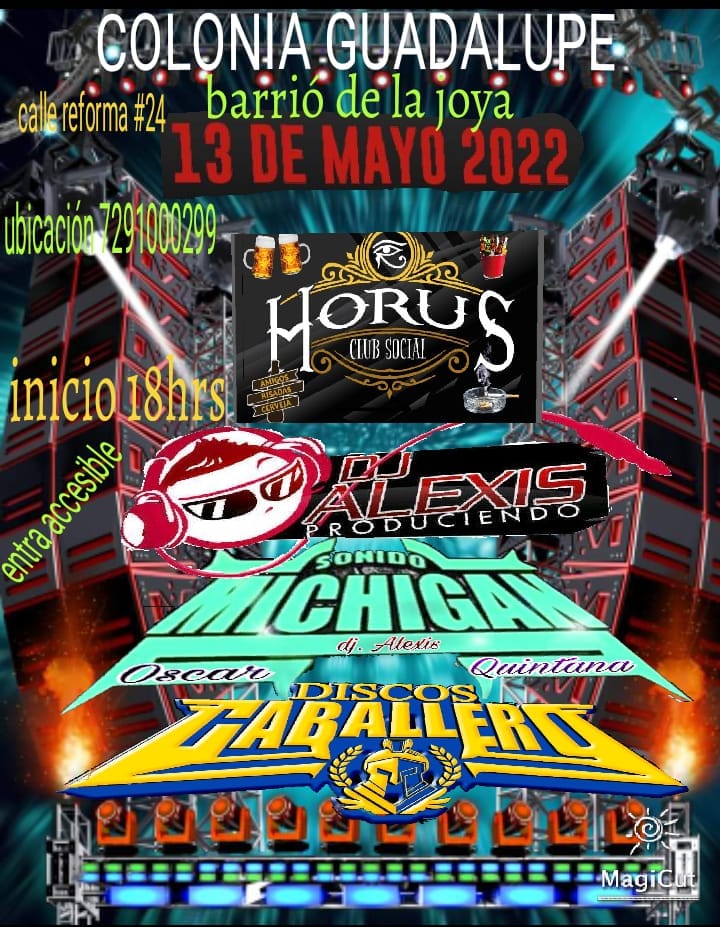 COLONIA GUADALUPE
barrió de la joya
calle reforma #24
13 DE MAYO 2022
ubicación 7291000299
HORUS
CLUB SOCIAL
AMIGOS
RISADAS
CERVEJA
inicio 18hrs
entra accesible
DJ
ALEXIS
PRODUCIENDO
SONIDO
MICHIGAN
dj. Alexis
Oscar Quintana
DISCOS
CABALLERO
MagiCut